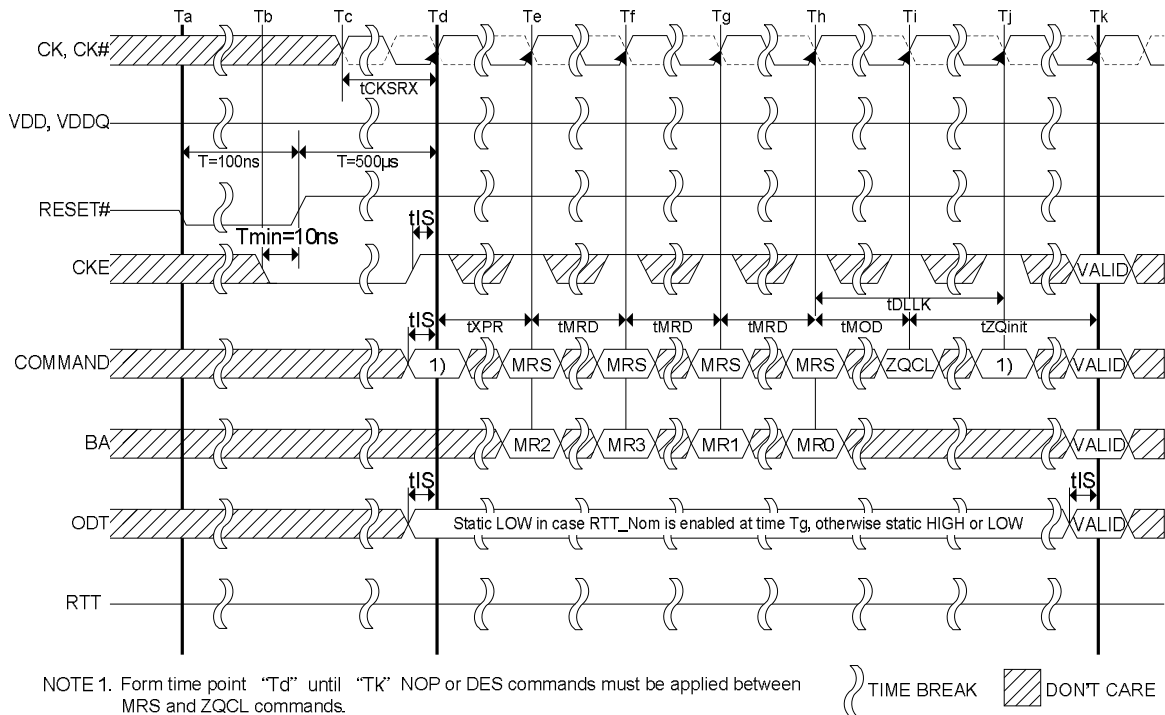 Ta Tb Tc Td Te Tf Tg Th Ti Tj Tk
CK, CK#
tCKSRX
VDD, VDDQ
T=100ns T=500µs
RESET#
tIS
Tmin=10ns
CKE
VALID
tDLLK
tIS tXPR tMRD tMRD tMRD tMOD tZQinit
COMMAND 1) MRS MRS MRS MRS ZQCL 1) VALID
BA MR2 MR3 MR1 MR0 VALID
tIS tIS
ODT Static LOW in case RTT_Nom is enabled at time Tg, otherwise static HIGH or LOW VALID
RTT
NOTE 1. Form time point “Td” until “Tk” NOP or DES commands must be applied between
MRS and ZQCL commands.
TIME BREAK DON'T CARE